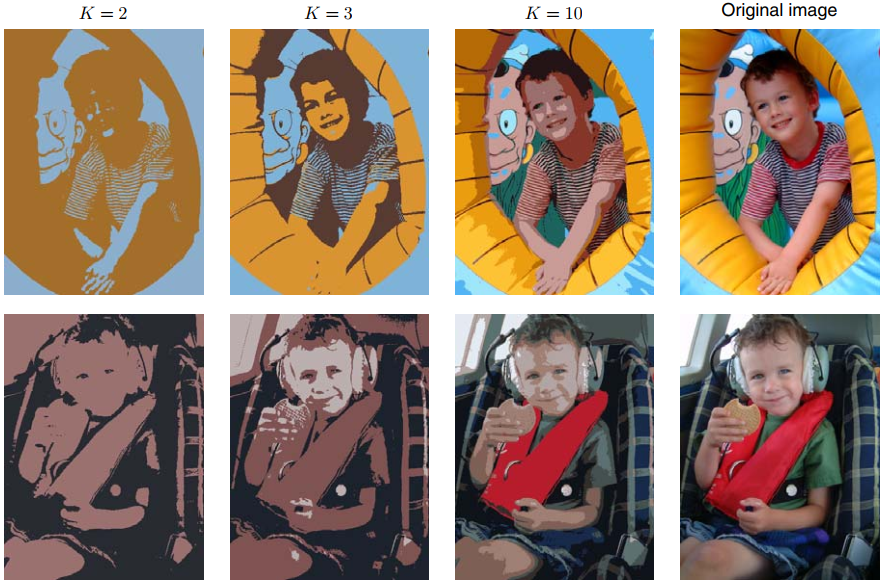 K = 2
K = 3
K = 10
Original image